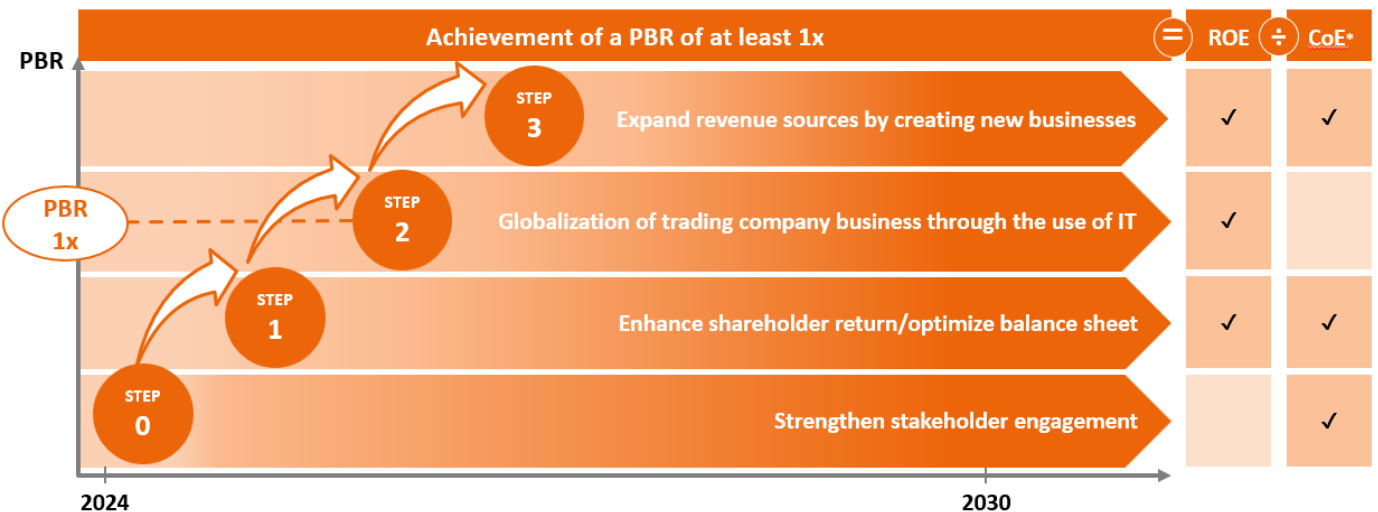 Achievement of a PBR of at least 1x = ROE ÷ CoE*
PBR
STEP
3
Expand revenue sources by creating new businesses ✓ ✓
PBR
1x
STEP
2
Globalization of trading company business through the use of IT ✓
STEP
1
Enhance shareholder return/optimize balance sheet ✓ ✓
STEP
0
Strengthen stakeholder engagement ✓
2024 2030